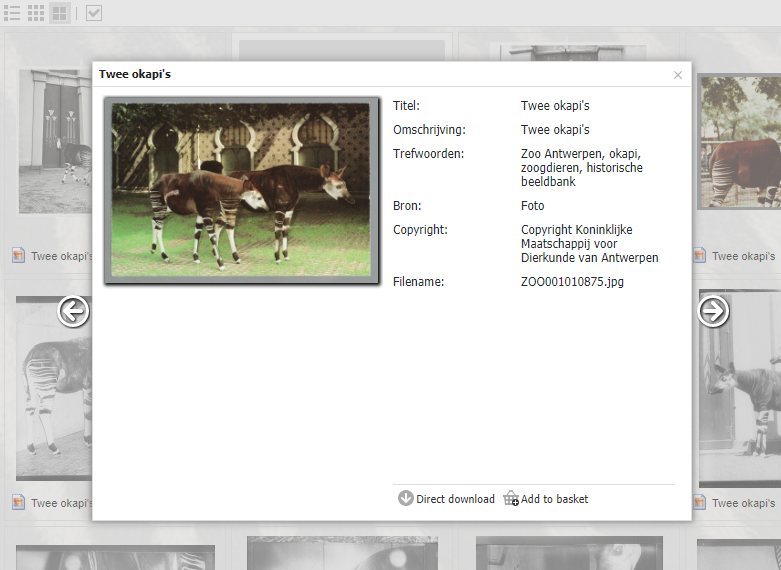 Twee okapi's
Titel: Twee okapi's
Omschrijving: Twee okapi's
Trefwoorden: Zoo Antwerpen, okapi,
zoogdieren, historische
beeldbank
Bron: Foto
Copyright: Copyright Koninklijke
Maatschappij voor
Dierkunde van Antwerpen
Filename: ZOO001010875.jpg
Direct download Add to basket
Twee okapi's
Twee okapi's
Twee okapi's
Twee okapi's